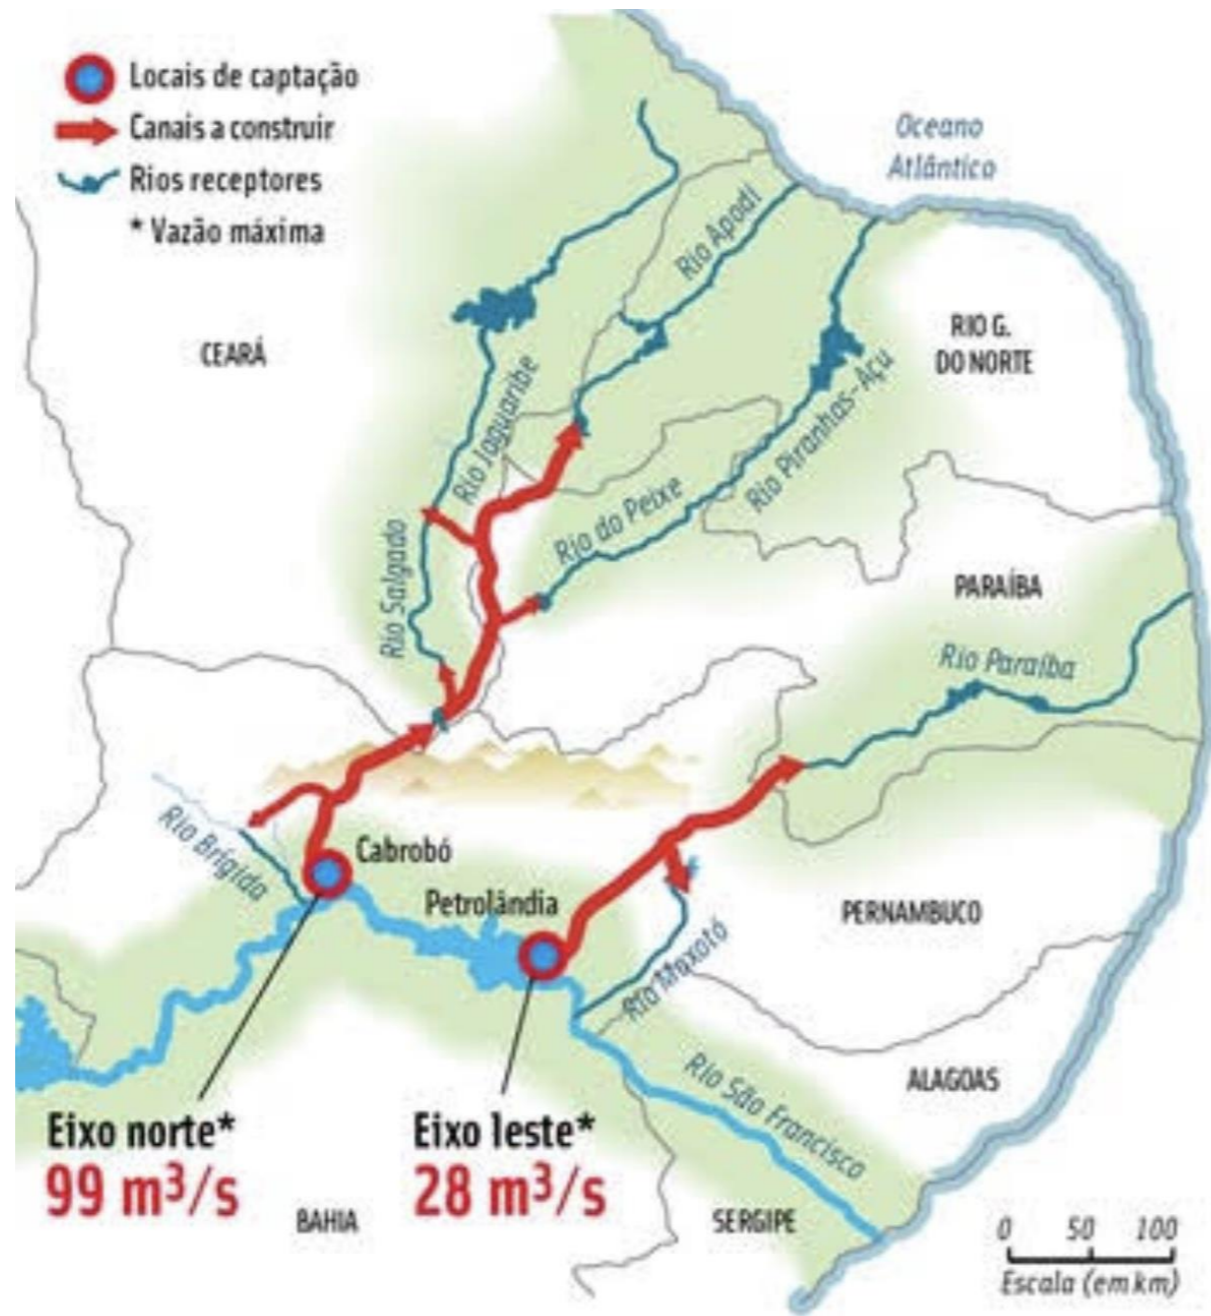 Locais de captação
Canais a construir
Rios receptores
* Vazão máxima
Oceano
Atlântico
Rio Apodi
CEARÁ
RIO G.
DO NORTE
Rio Jaguaribe
Rio Piranhas-Açu
Rio do Peixe
Rio Salgado
PARAÍBA
Rio Paraíba
Rio Brígida
Cabrobó
Petrolândia
PERNAMBUCO
Rio Moxotó
Rio São Francisco
ALAGOAS
Eixo norte*
99 m³/s
Eixo leste*
28 m³/s
BAHIA
SERGIPE
0 50 100
Escala (em km)